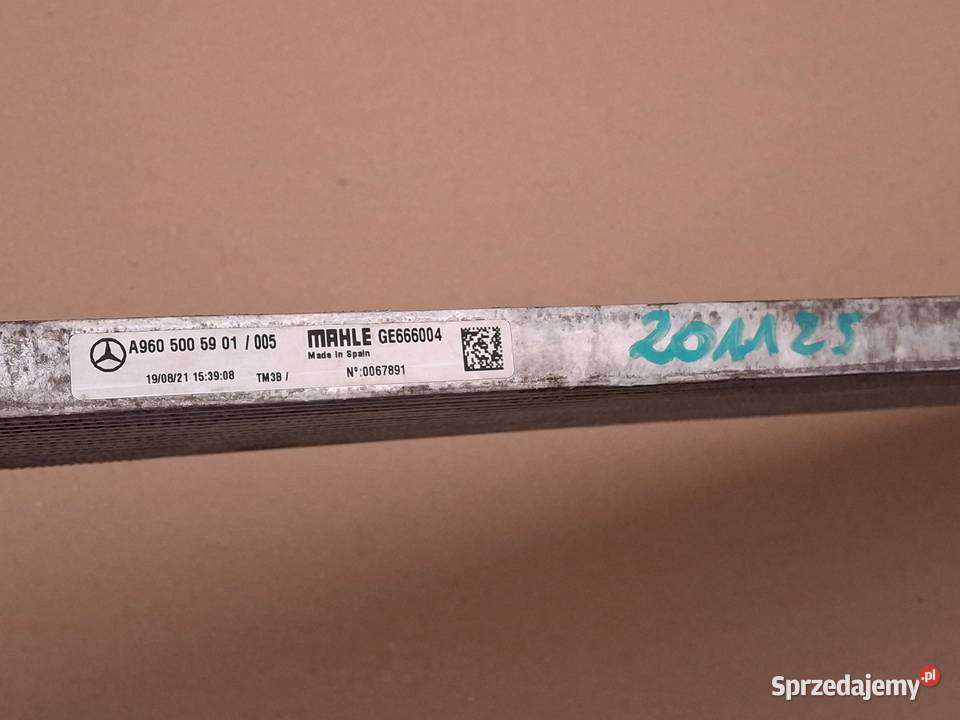 A960 500 59 01 / 005 MAHLE GE666004
Made in Spain
19/08/21 15:39:08 TM3B / Nº:0067891
201125
Sprzedajemy.pl